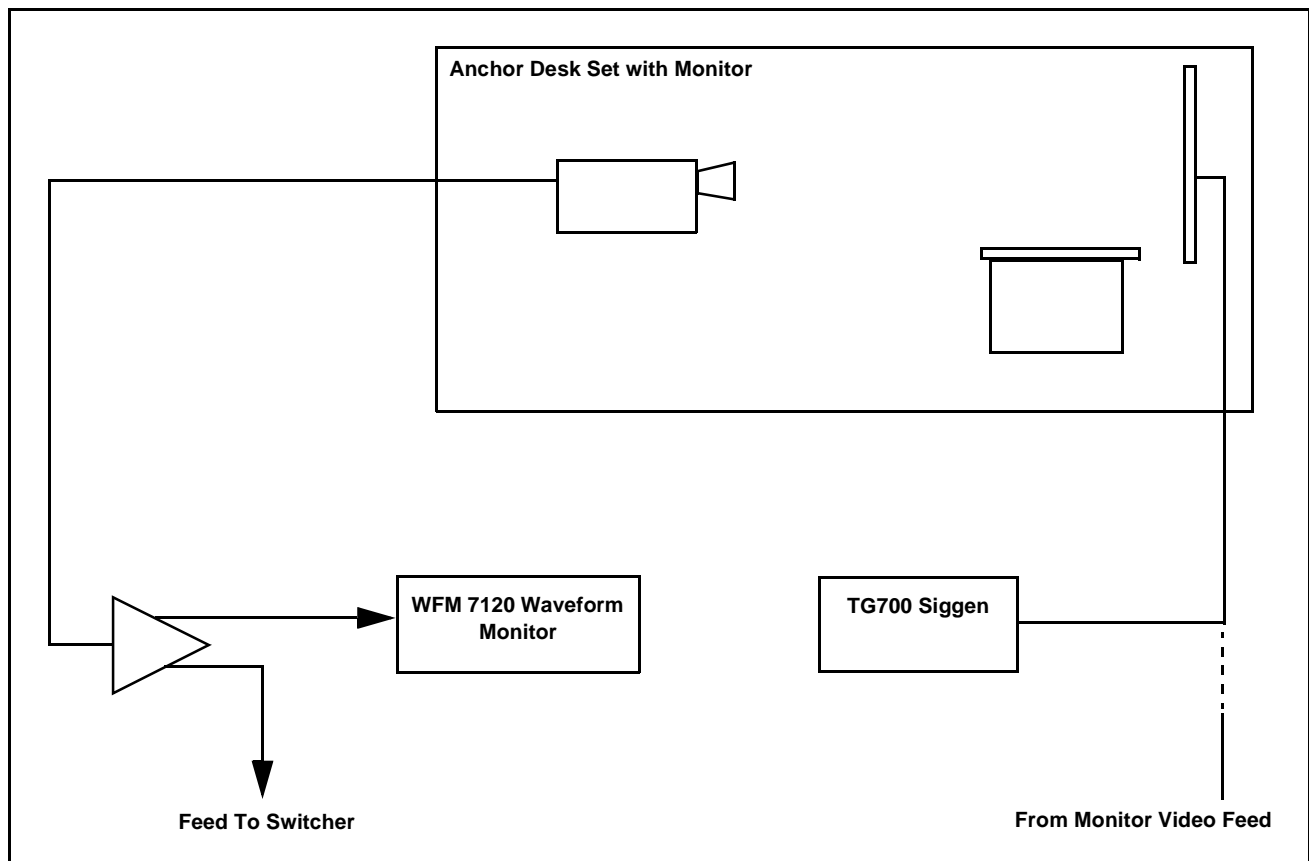 Anchor Desk Set with Monitor
WFM 7120 Waveform
Monitor
TG700 Siggen
Feed To Switcher
From Monitor Video Feed